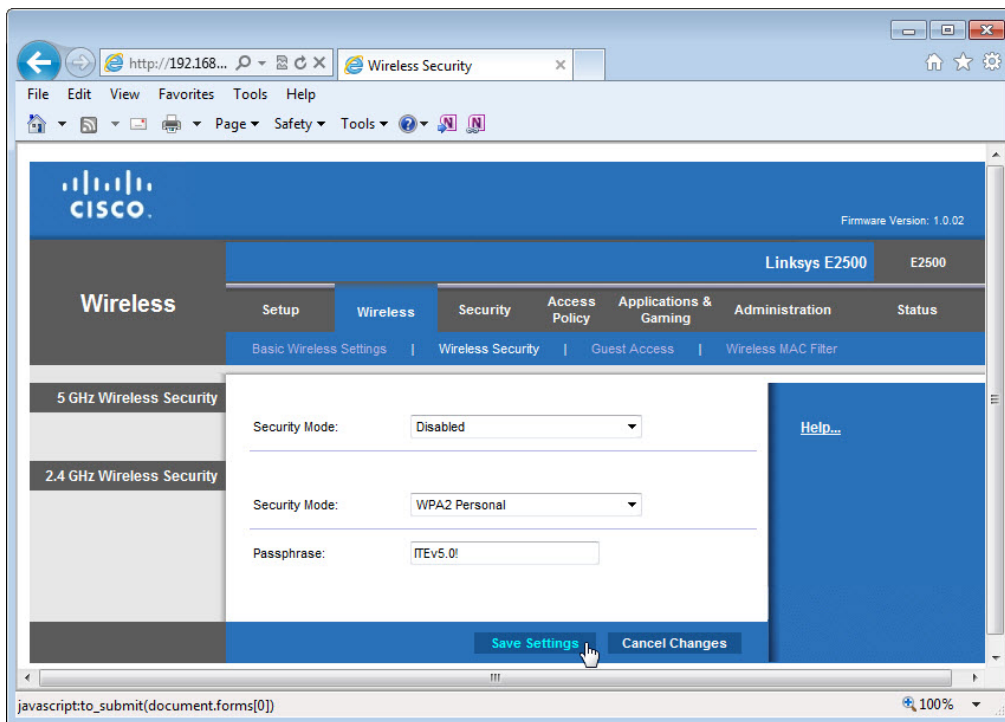 http://192.168...
Wireless Security
File Edit View Favorites Tools Help
Page Safety Tools
CISCO.
Firmware Version: 1.0.02
Linksys E2500 E2500
Wireless
Setup Wireless Security Access Policy Applications & Gaming Administration Status
Basic Wireless Settings | Wireless Security | Guest Access | Wireless MAC Filter
5 GHz Wireless Security
Security Mode: Disabled
Help...
2.4 GHz Wireless Security
Security Mode: WPA2 Personal
Passphrase: ITEv5.0!
Save Settings Cancel Changes
javascript:to_submit(document.forms[0]) 100%